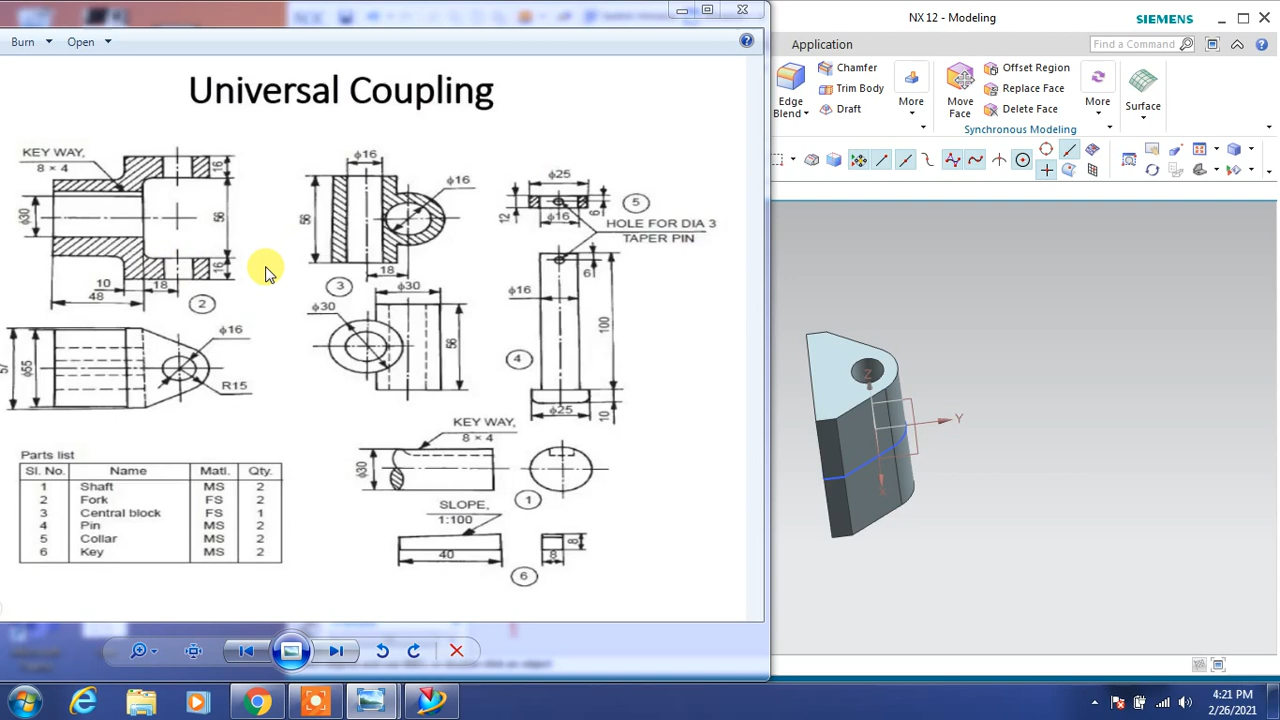 NX 12 - Modeling
SIEMENS
Burn
Open
Application
Find a Command
Universal Coupling
Edge
Blend
Chamfer
Trim Body
Draft
More
Move
Face
Offset Region
Replace Face
Delete Face
More
Surface
Synchronous Modeling
KEY WAY,
8 × 4
ϕ30
16
56
16
10
18
48
2
ϕ16
ϕ16
56
18
3
ϕ30
ϕ30
56
ϕ25
5
12
ϕ16
6
HOLE FOR DIA 3
TAPER PIN
6
ϕ16
100
4
ϕ25
10
57
ϕ55
ϕ16
R15
KEY WAY,
8 × 4
ϕ30
1
SLOPE,
1:100
40
8
8
6
Parts list
Sl. No. Name Matl. Qty.
1 Shaft MS 2
2 Fork FS 2
3 Central block FS 1
4 Pin MS 2
5 Collar MS 2
6 Key MS 2
Z
Y
X
4:21 PM
2/26/2021